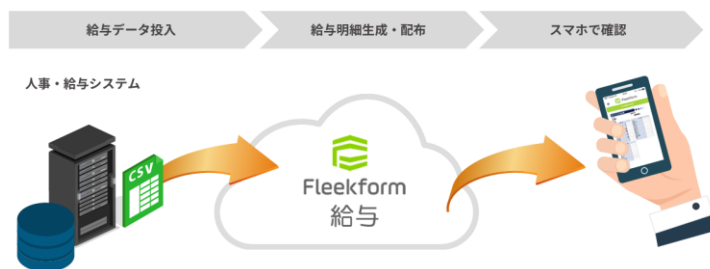 給与データ投入
給与明細生成・配布
スマホで確認
人事・給与システム
CSV
Fleekform
給与
Fleekform